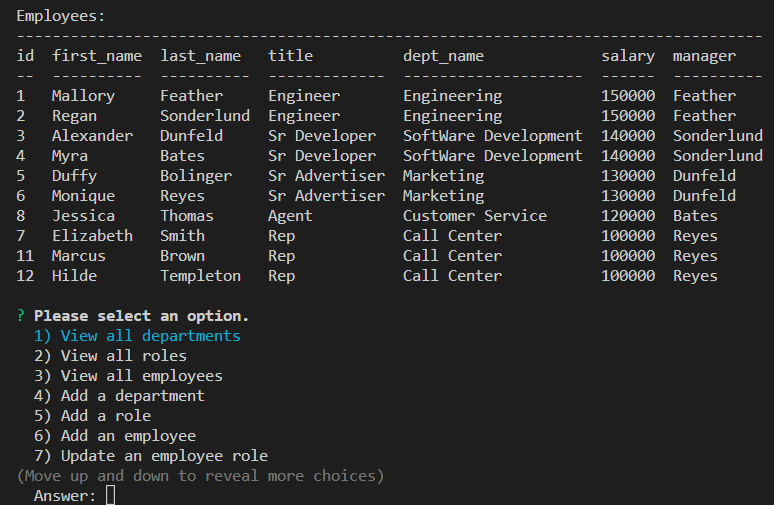 Employees:
-----------------------------------------------------------------------------------
id  first_name  last_name   title          dept_name             salary  manager
--  ----------  ----------  -------------  --------------------  ------  ----------
1   Mallory     Feather     Engineer       Engineering           150000  Feather
2   Regan       Sonderlund  Engineer       Engineering           150000  Feather
3   Alexander   Dunfeld     Sr Developer   SoftWare Development  140000  Sonderlund
4   Myra        Bates       Sr Developer   SoftWare Development  140000  Sonderlund
5   Duffy       Bolinger    Sr Advertiser  Marketing             130000  Dunfeld
6   Monique     Reyes       Sr Advertiser  Marketing             130000  Dunfeld
8   Jessica     Thomas      Agent          Customer Service      120000  Bates
7   Elizabeth   Smith       Rep            Call Center           100000  Reyes
11  Marcus      Brown       Rep            Call Center           100000  Reyes
12  Hilde       Templeton   Rep            Call Center           100000  Reyes
? Please select an option.
1) View all departments
2) View all roles
3) View all employees
4) Add a department
5) Add a role
6) Add an employee
7) Update an employee role
(Move up and down to reveal more choices)
Answer: